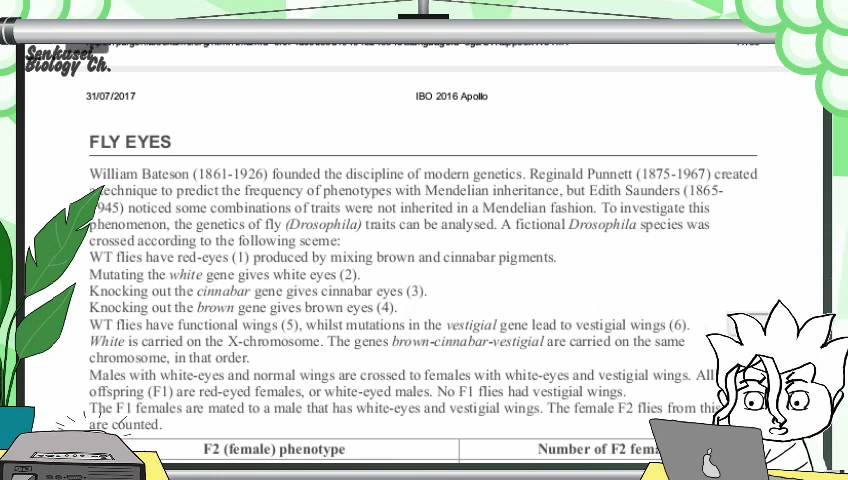 Senkusei
Biology Ch.
31/07/2017 IBO 2016 Apollo
FLY EYES
William Bateson (1861-1926) founded the discipline of modern genetics. Reginald Punnett (1875-1967) created
technique to predict the frequency of phenotypes with Mendelian inheritance, but Edith Saunders (1865-
945) noticed some combinations of traits were not inherited in a Mendelian fashion. To investigate this
phenomenon, the genetics of fly (Drosophila) traits can be analysed. A fictional Drosophila species was
crossed according to the following sceme:
WT flies have red-eyes (1) produced by mixing brown and cinnabar pigments.
Mutating the white gene gives white eyes (2).
Knocking out the cinnabar gene gives cinnabar eyes (3).
Knocking out the brown gene gives brown eyes (4).
WT flies have functional wings (5), whilst mutations in the vestigial gene lead to vestigial wings (6).
White is carried on the X-chromosome. The genes brown-cinnabar-vestigial are carried on the same
chromosome, in that order.
Males with white-eyes and normal wings are crossed to females with white-eyes and vestigial wings. All
offspring (F1) are red-eyed females, or white-eyed males. No F1 flies had vestigial wings.
The F1 females are mated to a male that has white-eyes and vestigial wings. The female F2 flies from this
are counted.
F2 (female) phenotype Number of F2